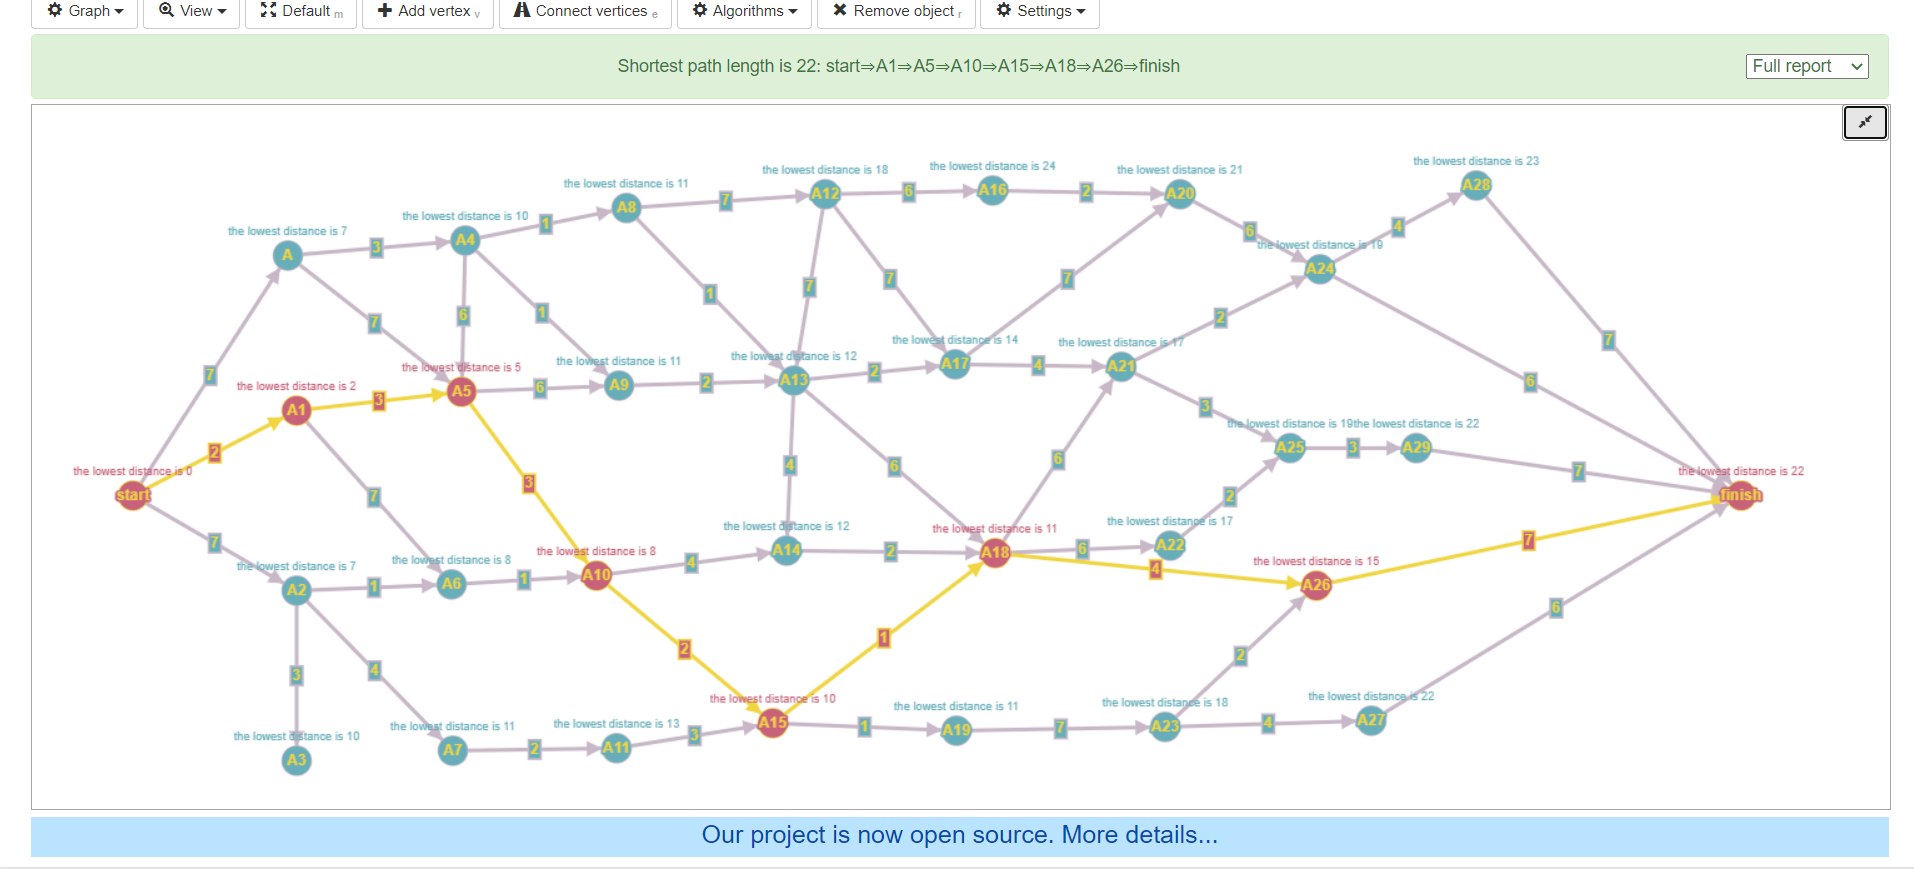 Graph
View
Default m
Add vertex v
Connect vertices e
Algorithms
Remove object r
Settings
Shortest path length is 22: start⇒A1⇒A5⇒A10⇒A15⇒A18⇒A26⇒finish
Full report
the lowest distance is 23
A28
the lowest distance is 18
A12
6
the lowest distance is 24
A16
2
the lowest distance is 21
A20
the lowest distance is 11
A8
7
the lowest distance is 10
A4
1
the lowest distance is 7
A
3
6
4
the lowest distance is 19
A24
7
6
1
1
7
7
7
2
7
7
the lowest distance is 2
A1
3
the lowest distance is 5
A5
6
the lowest distance is 11
A9
2
the lowest distance is 12
A13
2
the lowest distance is 14
A17
4
the lowest distance is 17
A21
6
3
2
the lowest distance is 19
A25
3
the lowest distance is 22
A29
7
the lowest distance is 0
start
7
3
4
6
6
2
the lowest distance is 22
finish
7
the lowest distance is 7
A2
1
the lowest distance is 8
A6
1
the lowest distance is 8
A10
4
the lowest distance is 12
A14
2
the lowest distance is 11
A18
6
the lowest distance is 17
A22
4
the lowest distance is 15
A26
7
6
3
4
2
1
2
the lowest distance is 10
A3
the lowest distance is 11
A7
2
the lowest distance is 13
A11
3
the lowest distance is 10
A15
1
the lowest distance is 11
A19
7
the lowest distance is 18
A23
4
the lowest distance is 22
A27
Our project is now open source. More details...